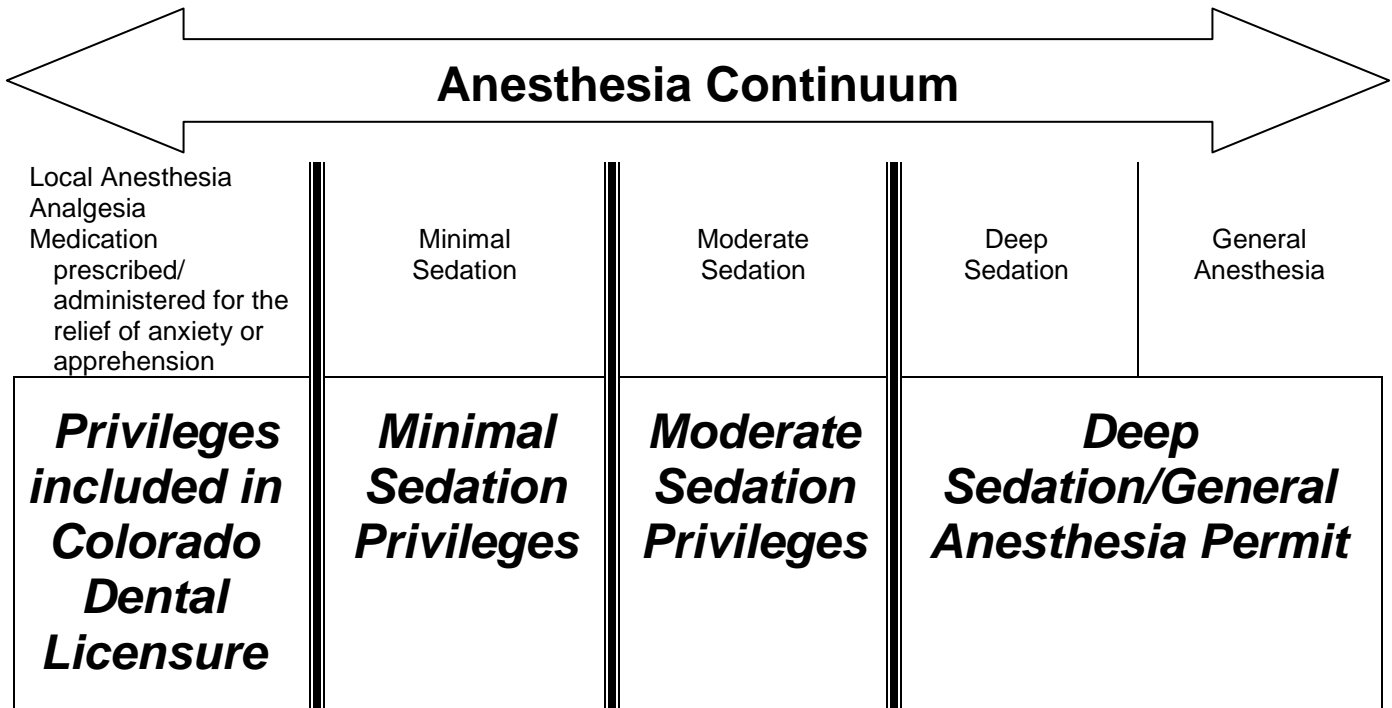 Anesthesia Continuum
Local Anesthesia
Analgesia
Medication
prescribed/
administered for the
relief of anxiety or
apprehension
Minimal
Sedation
Moderate
Sedation
Deep
Sedation
General
Anesthesia
Privileges
included in
Colorado
Dental
Licensure
Minimal
Sedation
Privileges
Moderate
Sedation
Privileges
Deep
Sedation/General
Anesthesia Permit